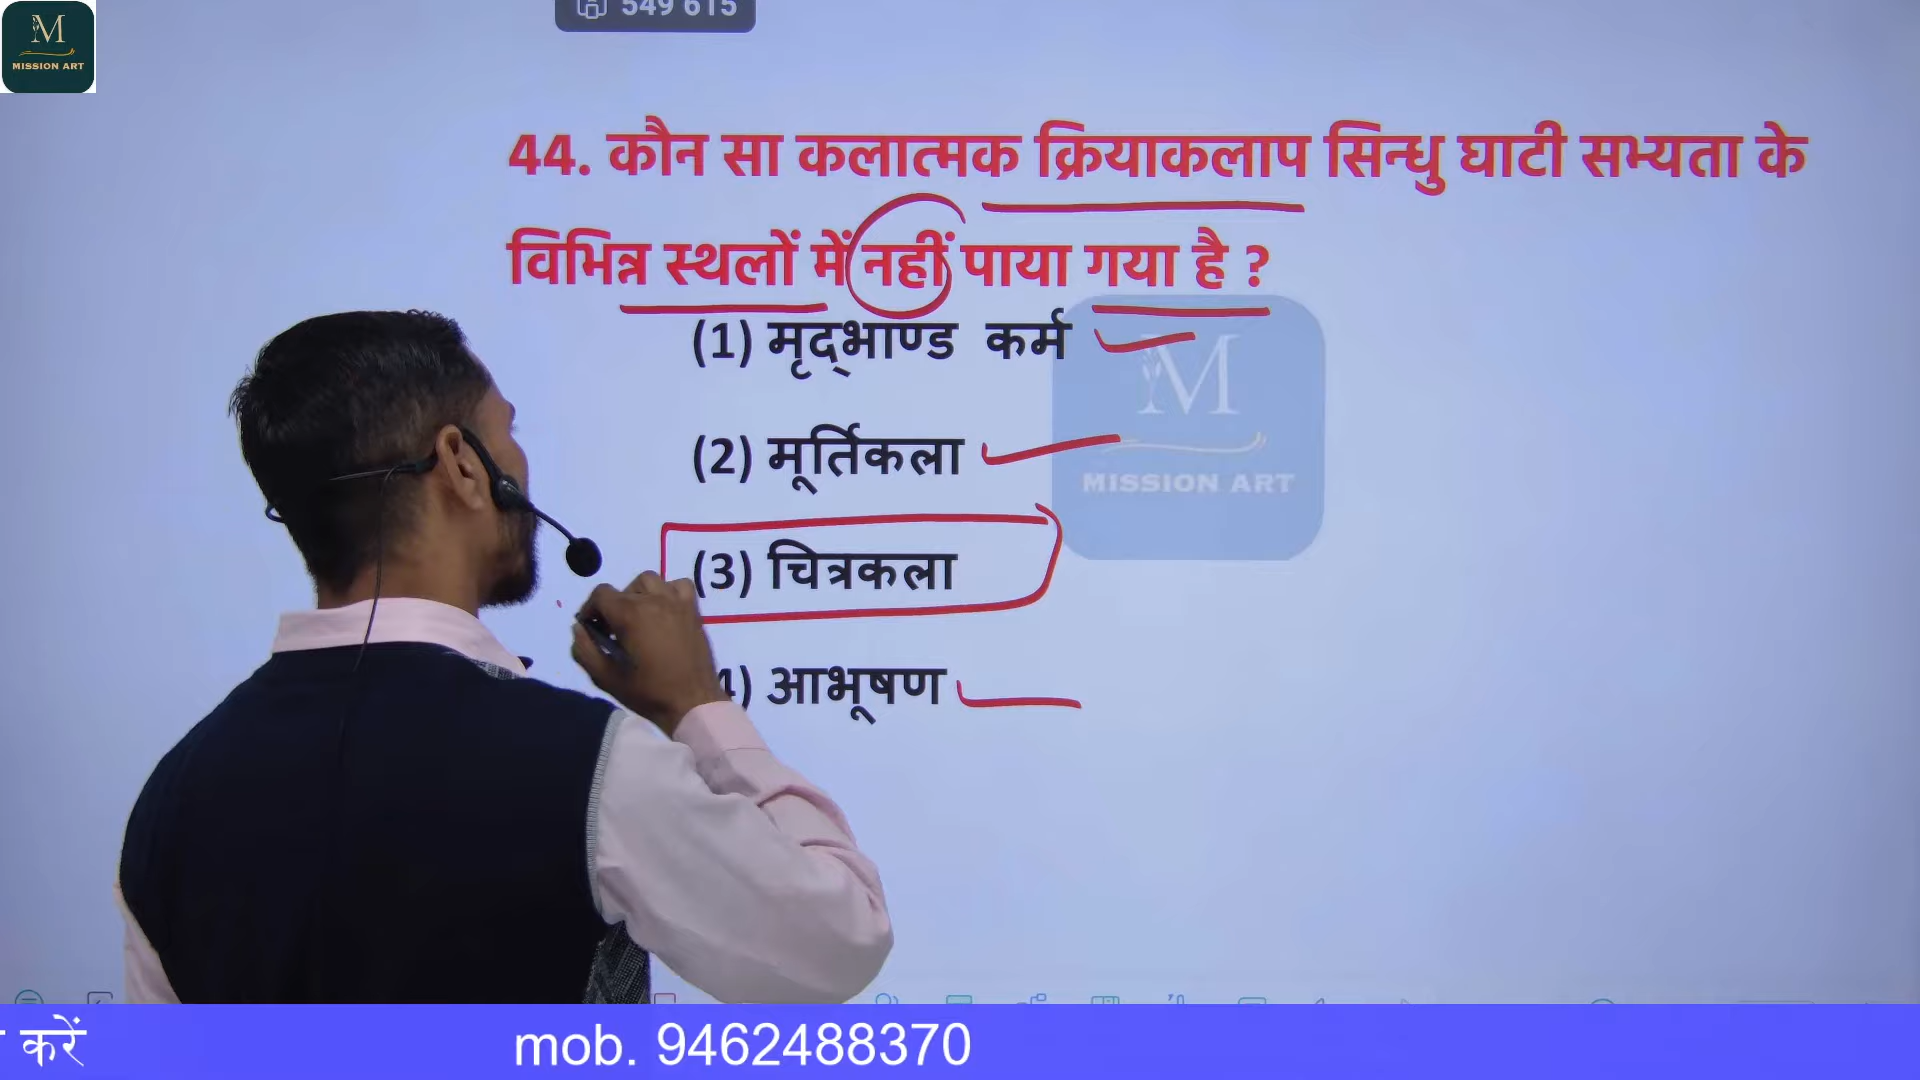 M
MISSION ART
549 615
44. कौन सा कलात्मक क्रियाकलाप सिन्धु घाटी सभ्यता के
विभिन्न स्थलों में नहीं पाया गया है ?
(1) मृद्भाण्ड कर्म
(2) मूर्तिकला
(3) चित्रकला
4) आभूषण
M
MISSION ART
करें
mob. 9462488370